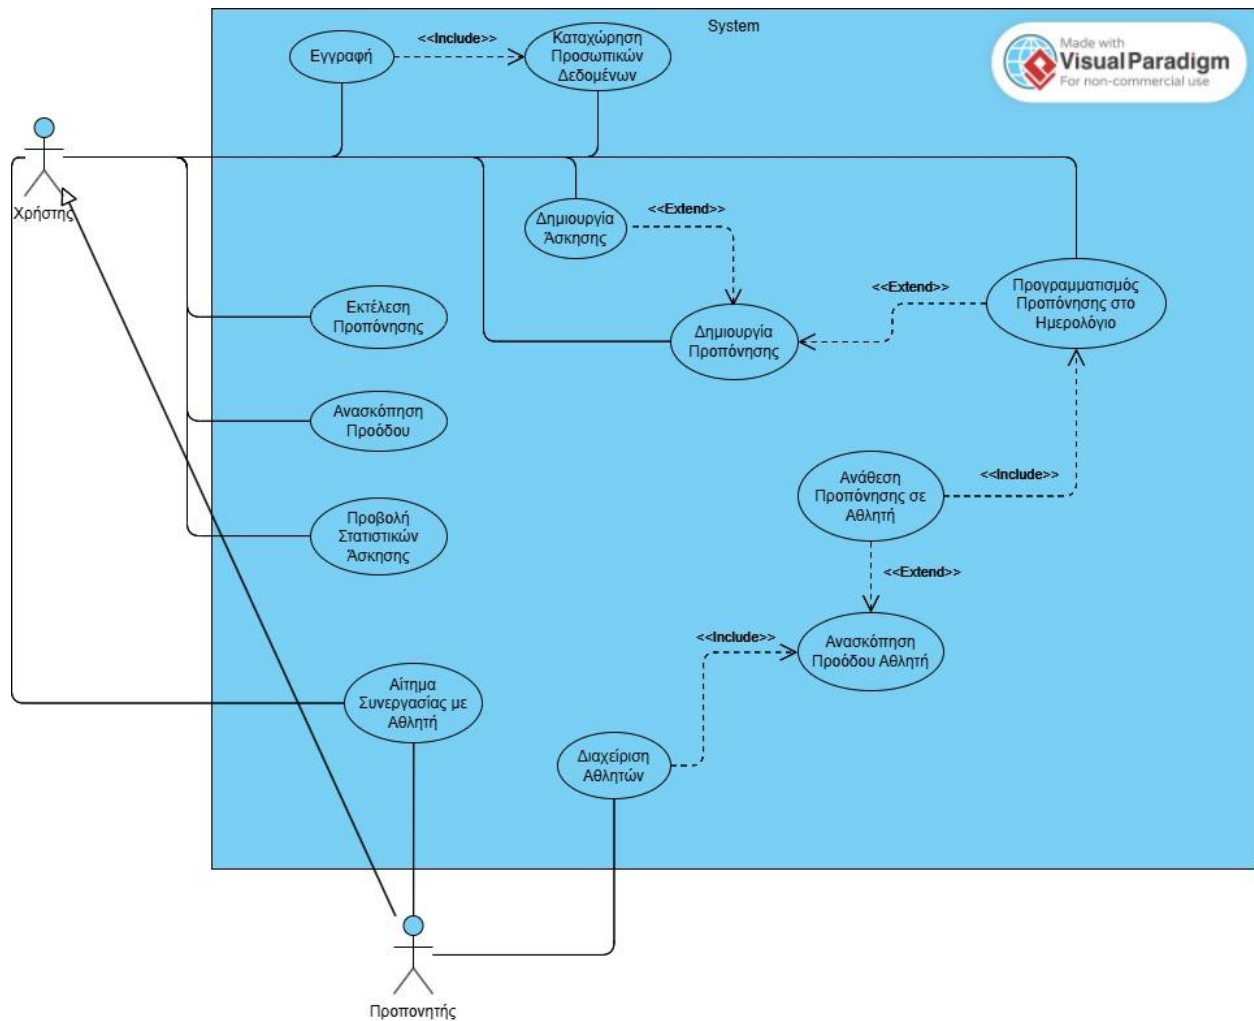 System
Made with
Visual Paradigm
For non-commercial use
Εγγραφή
<<Include>>
Καταχώρηση
Προσωπικών
Δεδομένων
Χρήστης
Δημιουργία
Άσκησης
<<Extend>>
Εκτέλεση
Προπόνησης
Δημιουργία
Προπόνησης
<<Extend>>
Προγραμματισμός
Προπόνησης στο
Ημερολόγιο
Ανασκόπηση
Προόδου
Ανάθεση
Προπόνησης σε
Αθλητή
<<Include>>
Προβολή
Στατιστικών
Άσκησης
<<Extend>>
<<Include>>
Ανασκόπηση
Προόδου Αθλητή
Αίτημα
Συνεργασίας με
Αθλητή
Διαχείριση
Αθλητών
Προπονητής